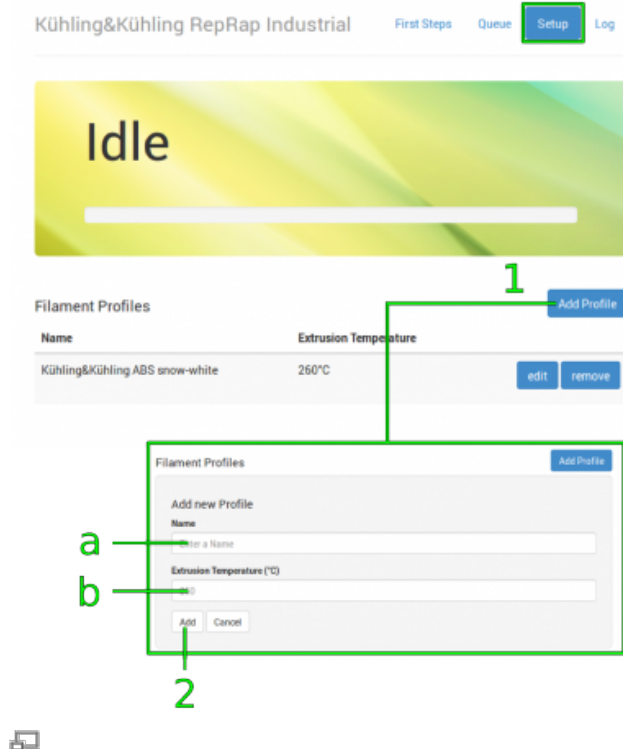 Kühling&Kühling RepRap Industrial First Steps Queue Setup Log
Idle
1
Filament Profiles Add Profile
Name Extrusion Temperature
Kühling&Kühling ABS snow-white 260°C edit remove
Filament Profiles Add Profile
Add new Profile
Name
a Enter a Name
Extrusion Temperature (°C)
b
Add Cancel
2